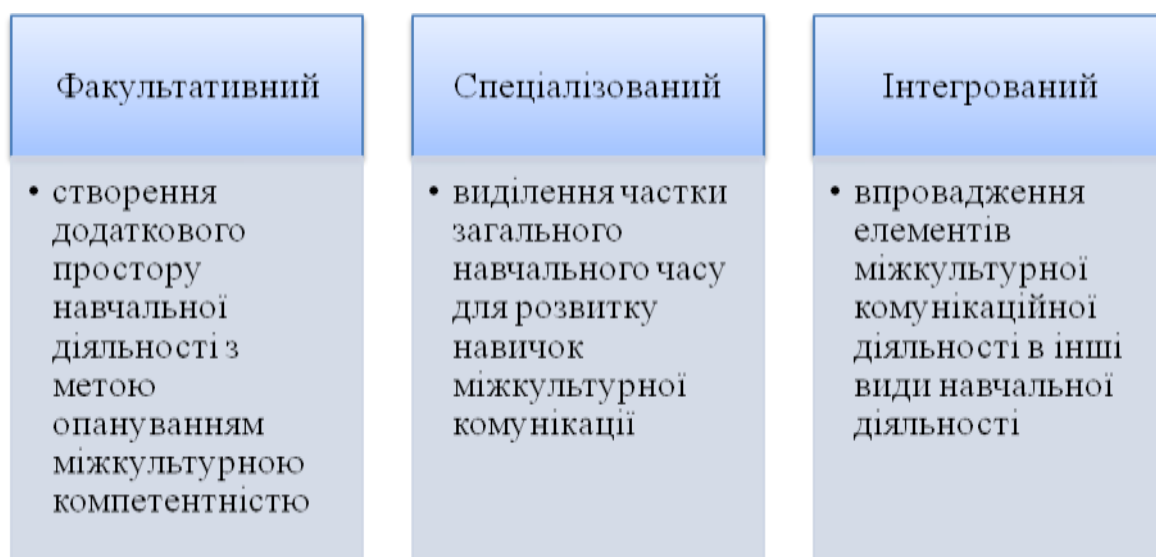 Факультативний
• створення
додаткового
простору
навчальної
діяльності з
метою
опануванням
міжкультурною
компетентністю
Спеціалізований
• виділення частки
загального
навчального часу
для розвитку
навичок
міжкультурної
комунікації
Інтегрований
• впровадження
елементів
міжкультурної
комунікаційної
діяльності в інші
види навчальної
діяльності